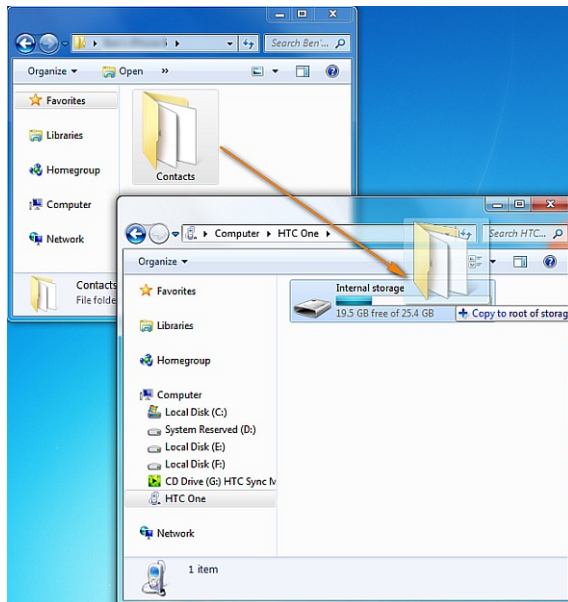 Search Ben'...
Organize
Open
»
Favorites
Libraries
Homegroup
Computer
Network
Contacts
Contacts
File folde
Computer
HTC One
Search HTC...
Organize
Favorites
Libraries
Homegroup
Computer
Local Disk (C:)
System Reserved (D:)
Local Disk (E:)
Local Disk (F:)
CD Drive (G:) HTC Sync M
HTC One
Network
Internal storage
19.5 GB free of 25.4 GB
Copy to root of storag
1 item